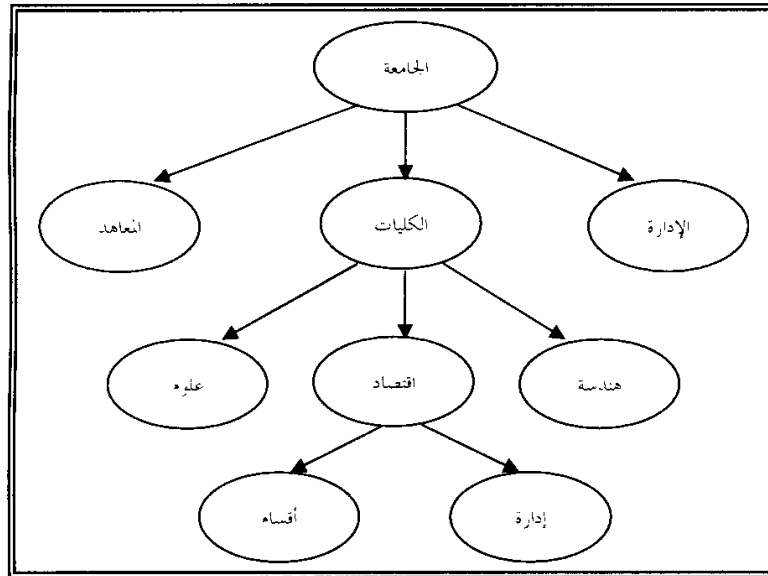 الجامعة
الإدارة
الكليات
المعاهد
هندسة
اقتصاد
علوم
إدارة
أقسام